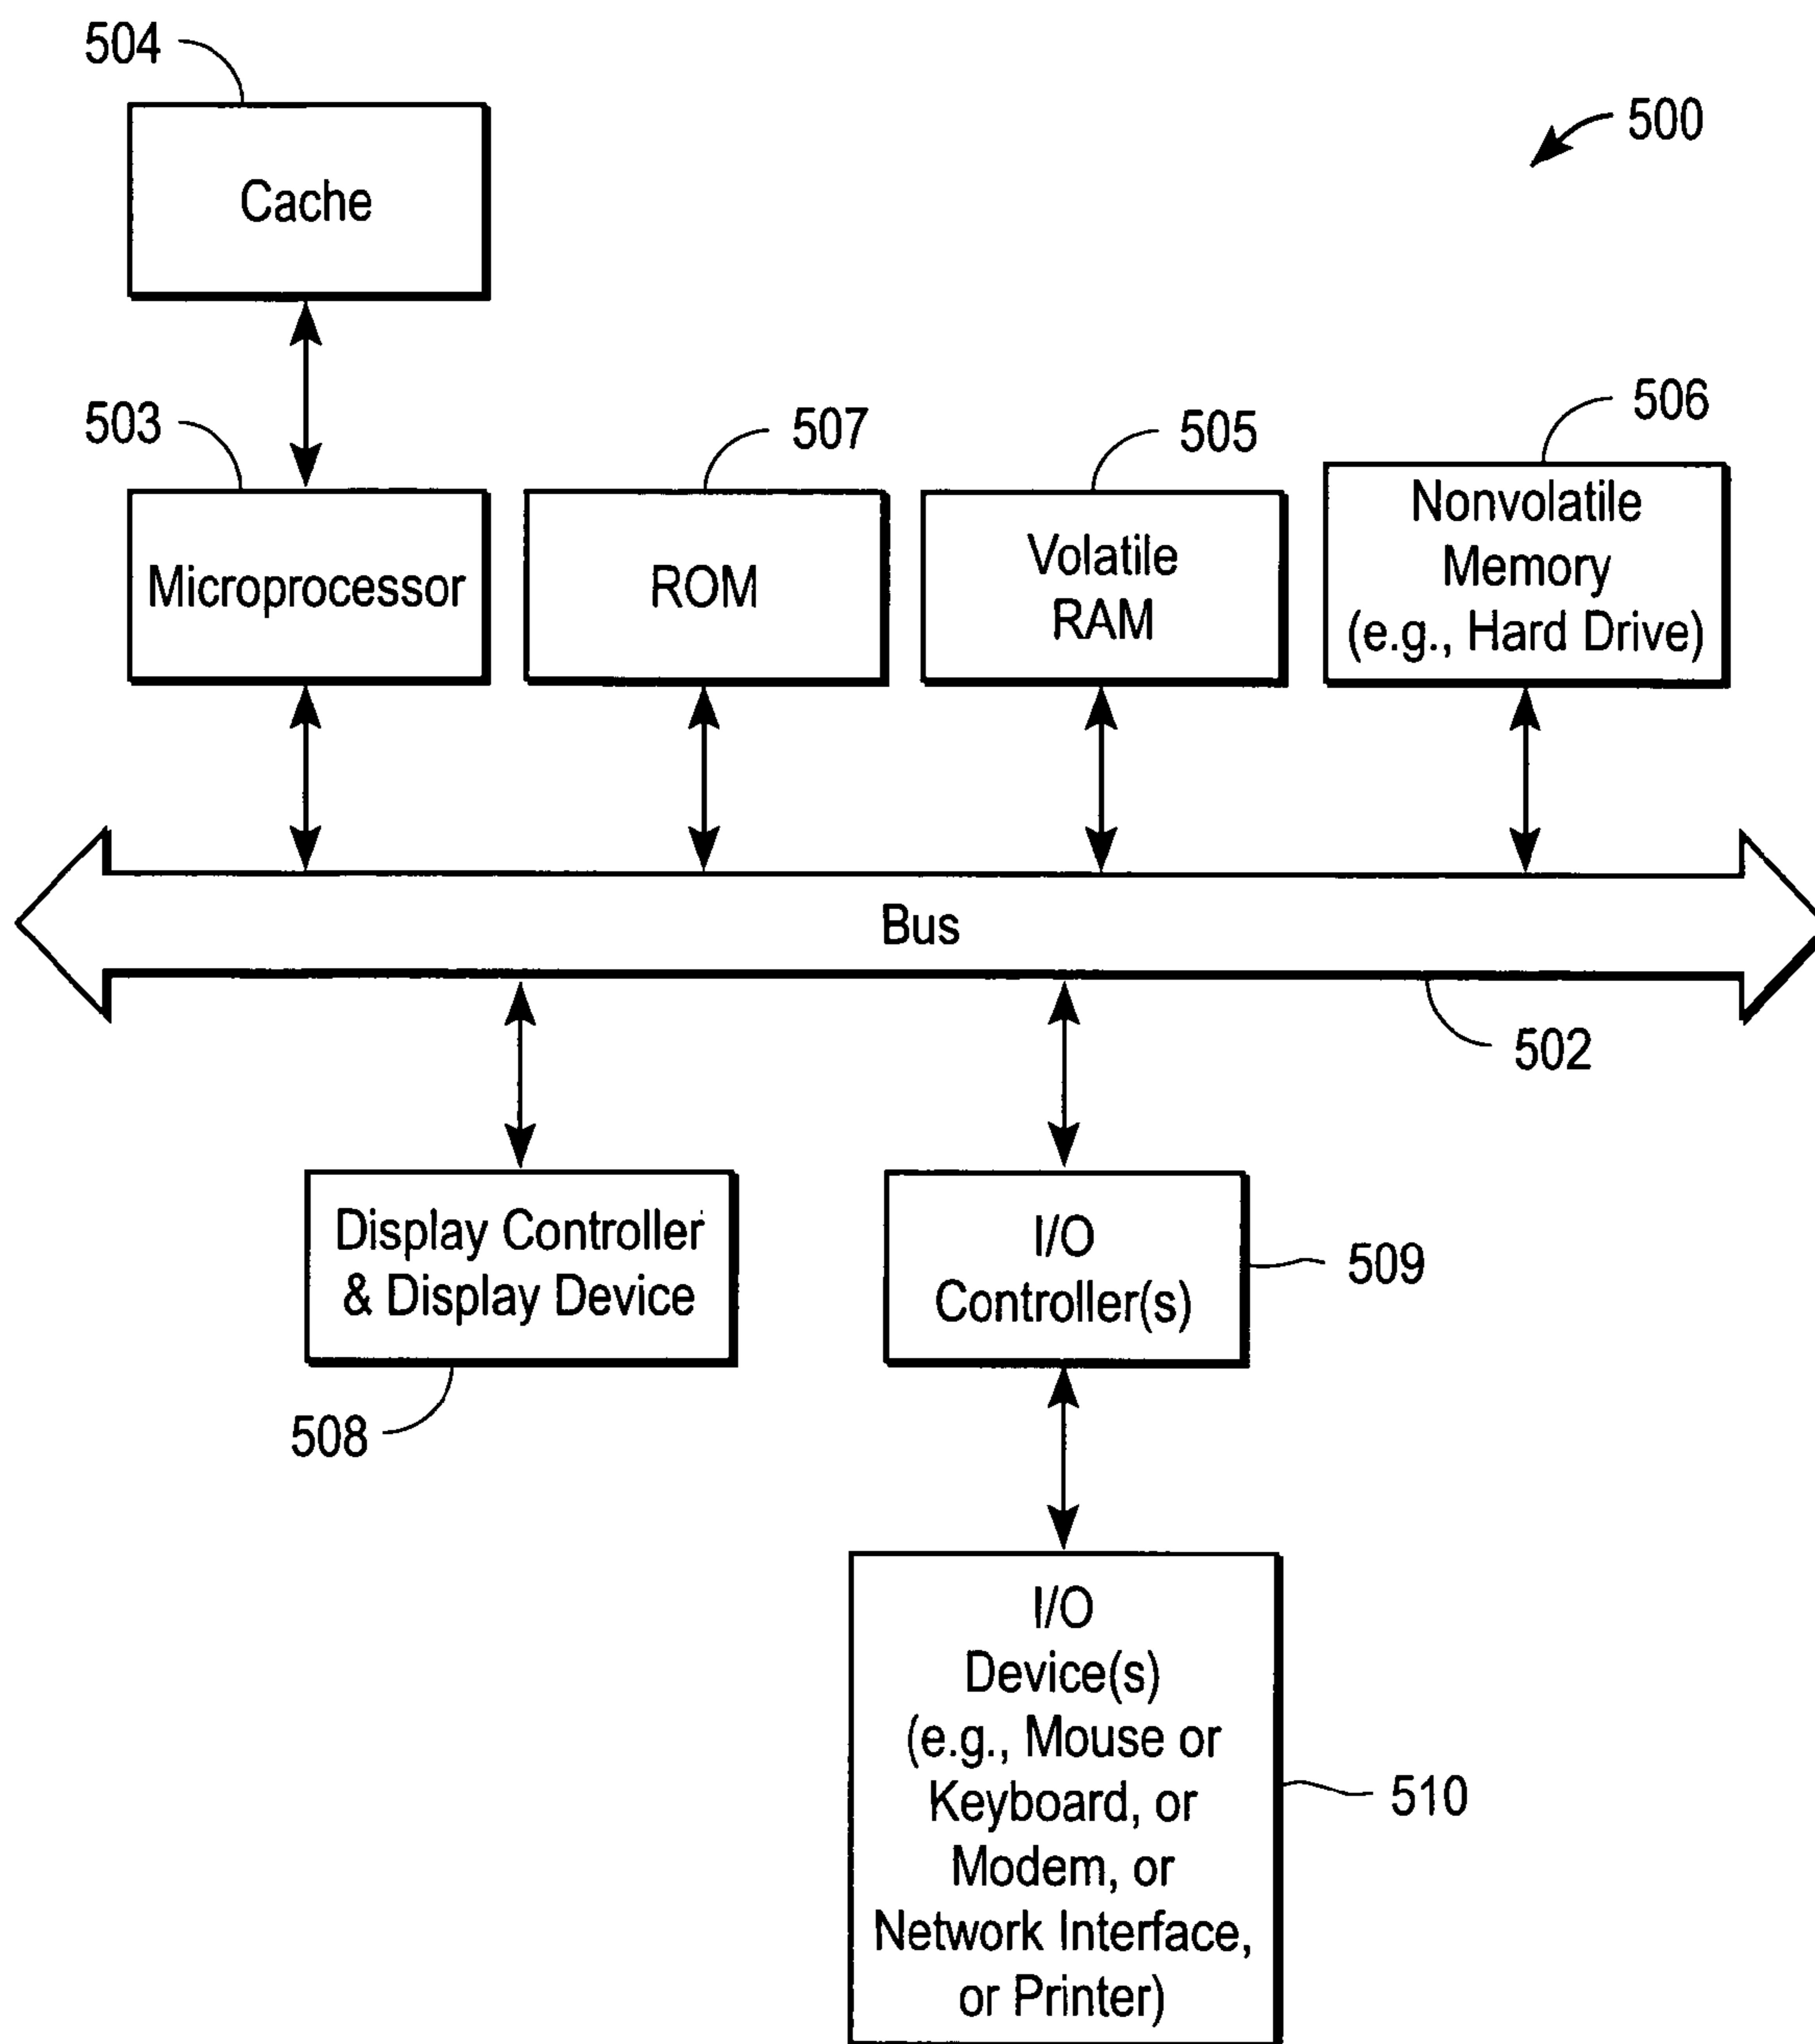 504
500
Cache
503
507
505
506
Microprocessor
ROM
Volatile
RAM
Nonvolatile
Memory
(e.g., Hard Drive)
Bus
502
Display Controller
& Display Device
508
I/O
Controller(s)
509
I/O
Device(s)
(e.g., Mouse or
Keyboard, or
Modem, or
Network Interface,
or Printer)
510